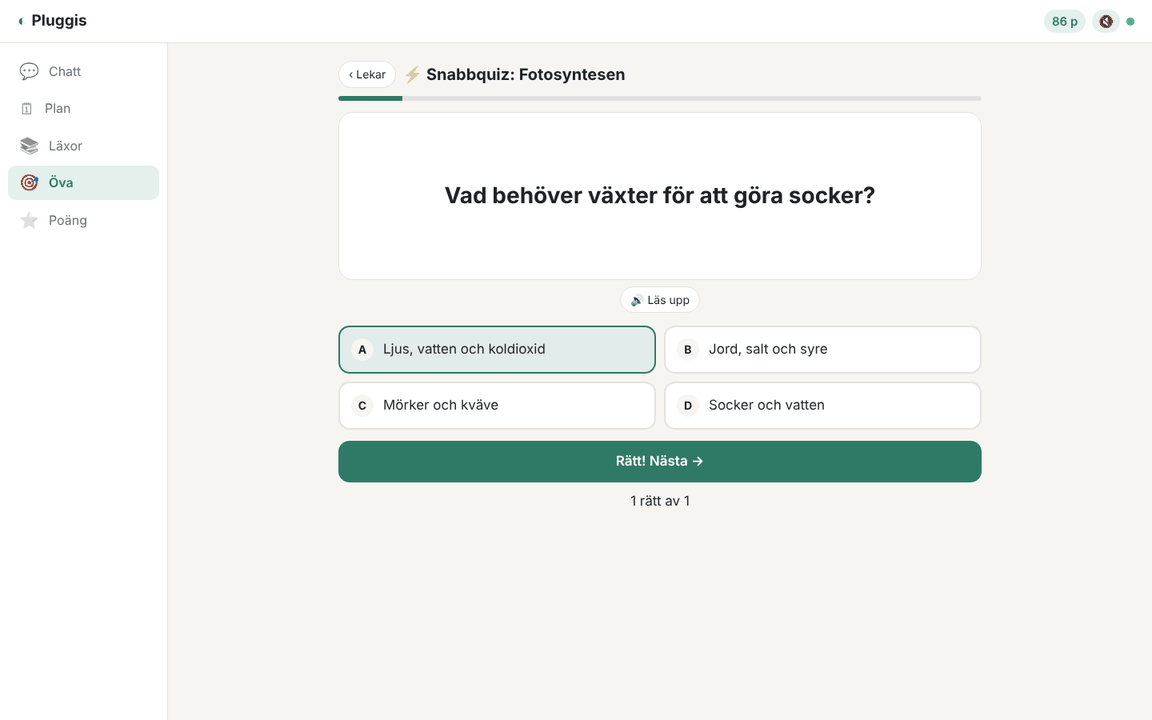 Pluggis
86 p
Chatt
Plan
Läxor
Öva
Poäng
‹ Lekar
Snabbquiz: Fotosyntesen
Vad behöver växter för att göra socker?
Läs upp
A Ljus, vatten och koldioxid
B Jord, salt och syre
C Mörker och kväve
D Socker och vatten
Rätt! Nästa →
1 rätt av 1